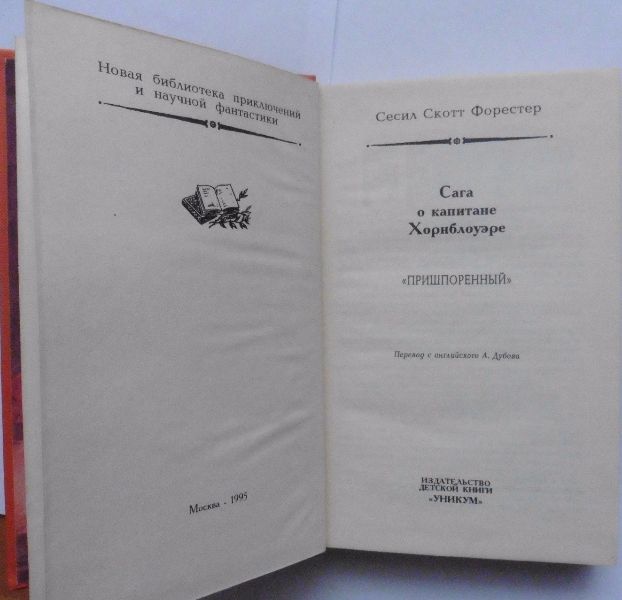 Новая библиотека приключений
и научной фантастики
Москва - 1995
Сесил Скотт Форестер
Сага
о капитане
Хорнблоуэре
«ПРИШПОРЕННЫЙ»
Перевод с английского А. Дубова
ИЗДАТЕЛЬСТВО
ДЕТСКОЙ КНИГИ
«УНИКУМ»